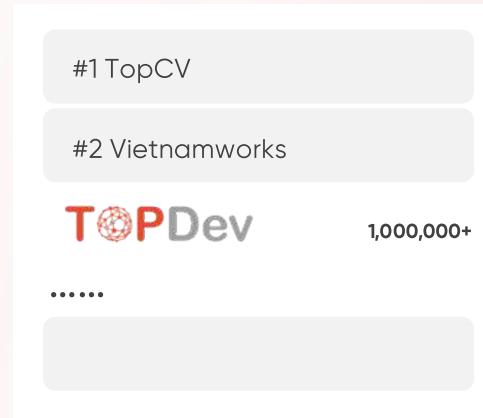 #1 TopCV
#2 Vietnamworks
TOPDev
1,000,000+
......